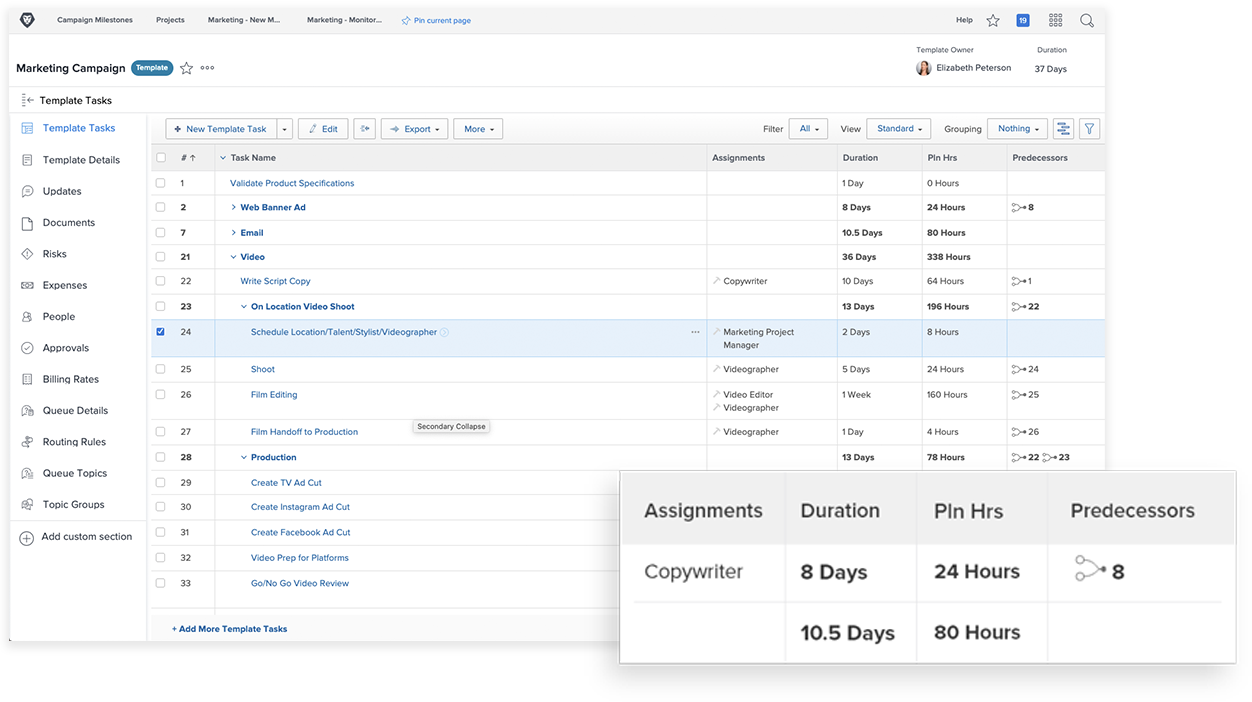 Campaign Milestones Projects Marketing - New M... Marketing - Monitor... Pin current page Help 19
Template Owner Duration
Marketing Campaign Template Elizabeth Peterson 37 Days
Template Tasks
Template Tasks
Template Details
Updates
Documents
Risks
Expenses
People
Approvals
Billing Rates
Queue Details
Routing Rules
Queue Topics
Topic Groups
Add custom section
+ New Template Task Edit Export More Filter All View Standard Grouping Nothing
# ↑ Task Name Assignments Duration Pln Hrs Predecessors
1 Validate Product Specifications 1 Day 0 Hours
2 Web Banner Ad 8 Days 24 Hours 8
7 Email 10.5 Days 80 Hours
21 Video 36 Days 338 Hours
22 Write Script Copy Copywriter 10 Days 64 Hours 1
23 On Location Video Shoot 13 Days 196 Hours 22
24 Schedule Location/Talent/Stylist/Videographer Marketing Project 2 Days 8 Hours
Manager
25 Shoot Videographer 5 Days 24 Hours 24
26 Film Editing Video Editor 1 Week 160 Hours 25
Videographer
Secondary Collapse
27 Film Handoff to Production Videographer 1 Day 4 Hours 26
28 Production 13 Days 78 Hours 22 23
29 Create TV Ad Cut
30 Create Instagram Ad Cut
31 Create Facebook Ad Cut
32 Video Prep for Platforms
33 Go/No Go Video Review
+ Add More Template Tasks
Assignments Duration Pln Hrs Predecessors
Copywriter 8 Days 24 Hours 8
10.5 Days 80 Hours